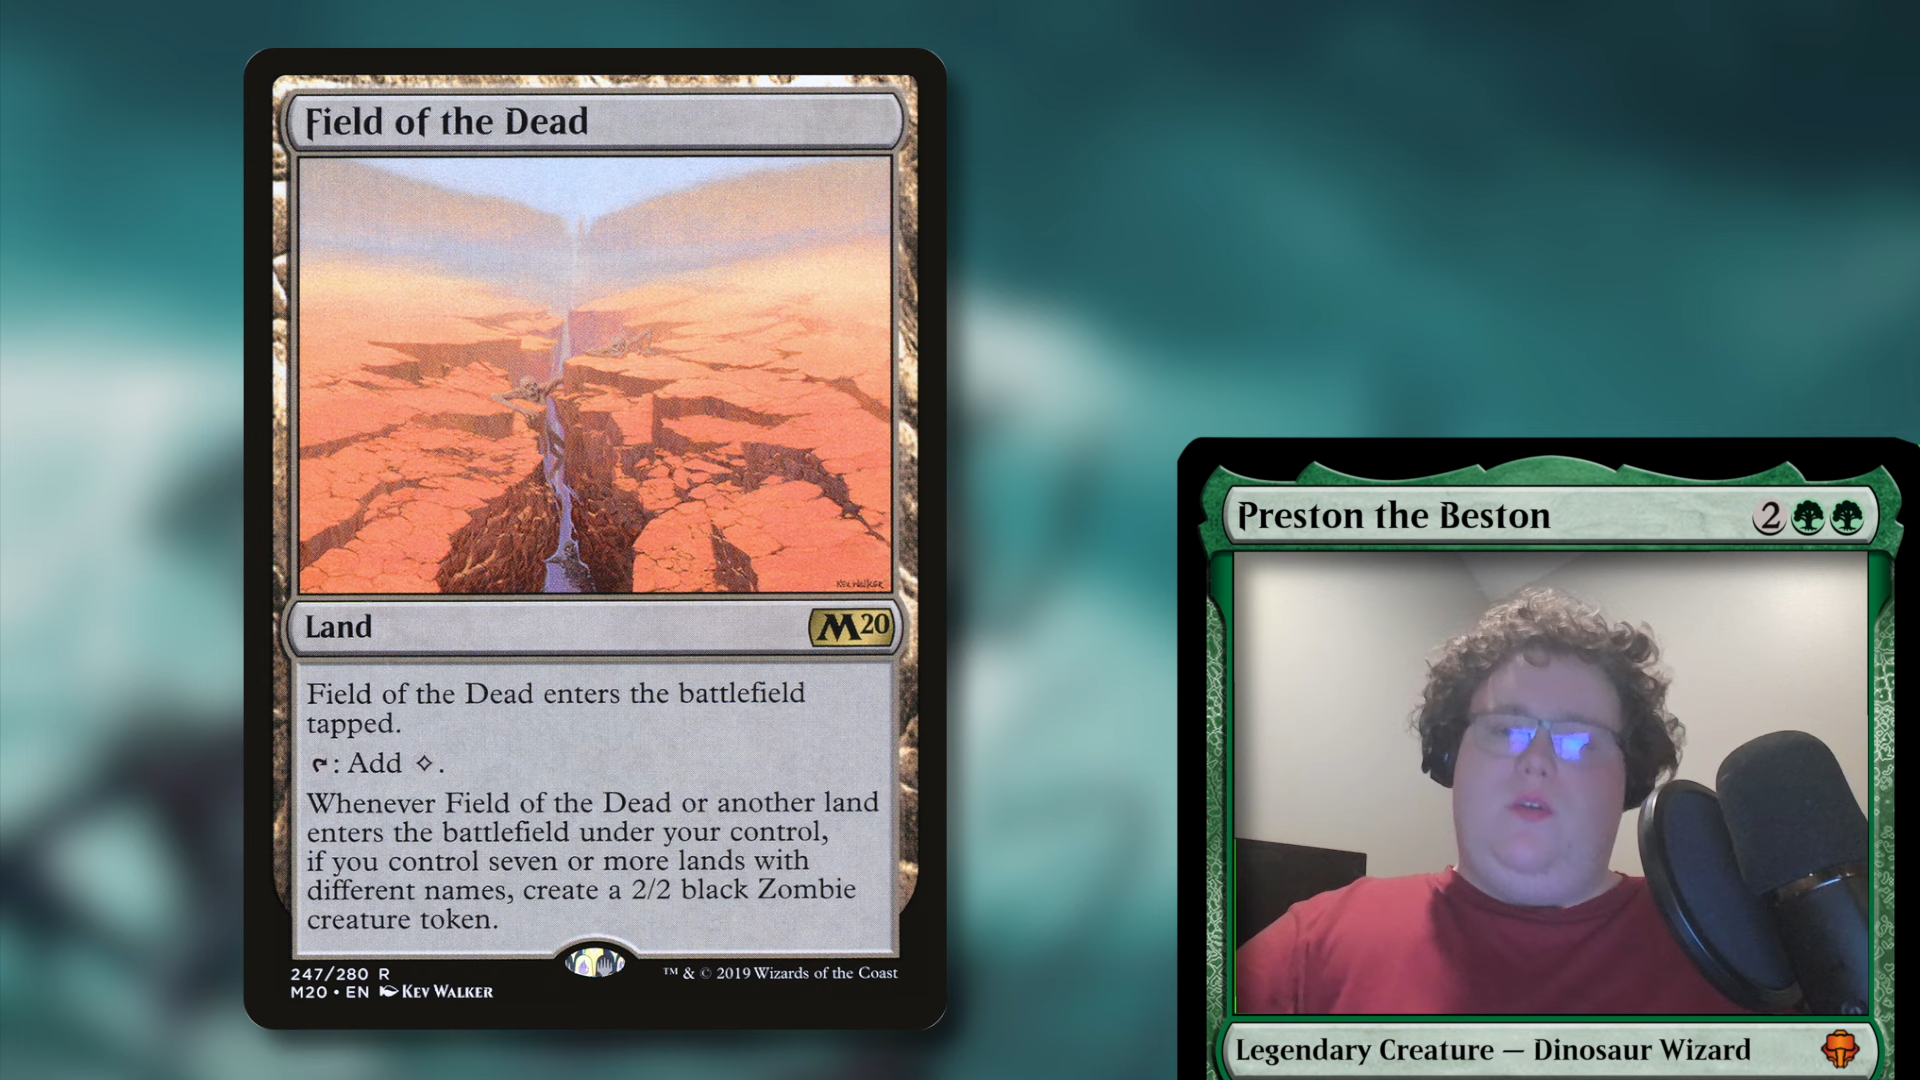 Field of the Dead
KEV WALKER
Land
M20
Field of the Dead enters the battlefield
tapped.
: Add .
Whenever Field of the Dead or another land
enters the battlefield under your control,
if you control seven or more lands with
different names, create a 2/2 black Zombie
creature token.
247/280 R
M20 • EN KEV WALKER
™ & © 2019 Wizards of the Coast
Preston the Beston
2
Legendary Creature — Dinosaur Wizard